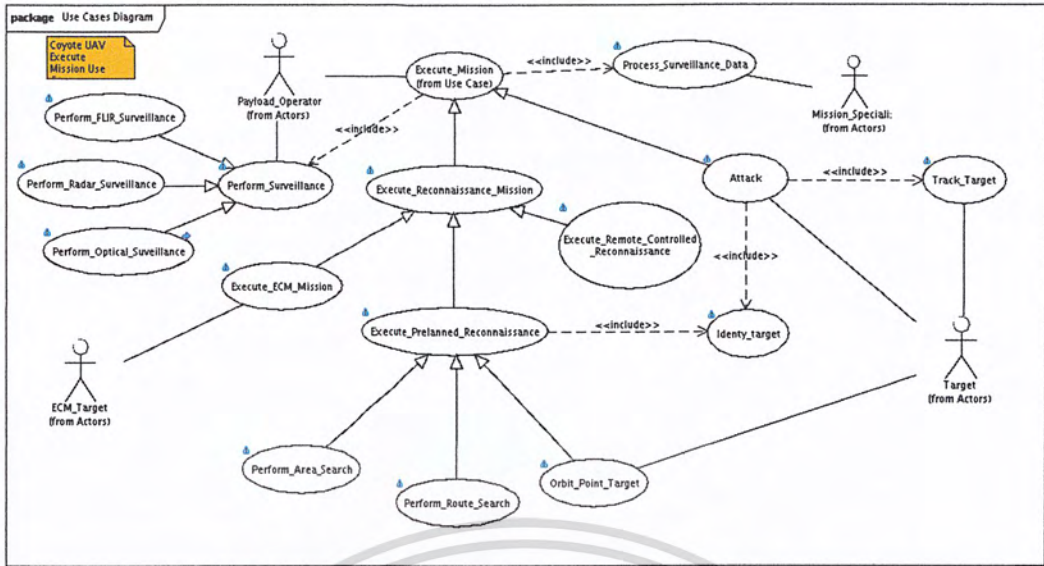 package Use Cases Diagram
Coyote UAV
Execute
Mission Use
Payload_Operator
(from Actors)
Execute_Mission
(from Use Case)
<<include>>
Process_Surveillance_Data
Mission_Speciali:
(from Actors)
Perform_FLIR_Surveillance
<<include>>
Perform_Radar_Surveillance
Perform_Surveillance
Execute_Reconnaissance_Mission
Attack
<<include>>
Track_Target
Perform_Optical_Suveillance
Execute_Remote_Controlled
_Reconnaissance
<<include>>
Execute_ECM_Mission
Execute_Prelanned_Reconnaissance
<<include>>
Identy_target
ECM_Target
(from Actors)
Target
(from Actors)
Perform_Area_Search
Perform_Route_Search
Orbit_Point_Target